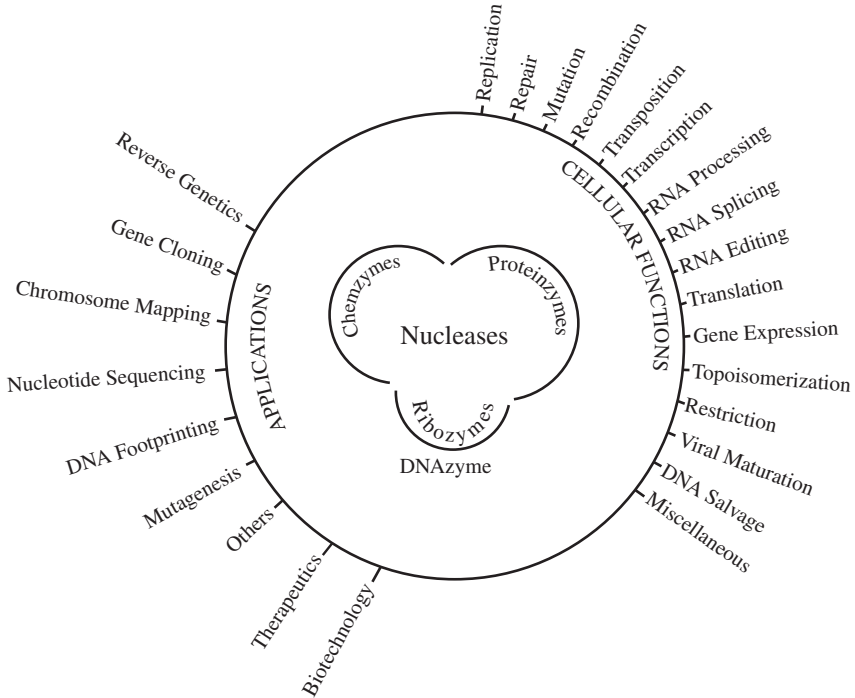 Replication
Repair
Mutation
Recombination
Transposition
Transcription
RNA Processing
RNA Splicing
RNA Editing
Translation
Gene Expression
Topoisomerization
Restriction
Viral Maturation
DNA Salvage
Miscellaneous
CELLULAR FUNCTIONS
Reverse Genetics
Gene Cloning
Chromosome Mapping
Nucleotide Sequencing
DNA Footprinting
Mutagenesis
Others
Therapeutics
Biotechnology
APPLICATIONS
Chemzymes
Proteinzymes
Nucleases
Ribozymes
DNAzyme